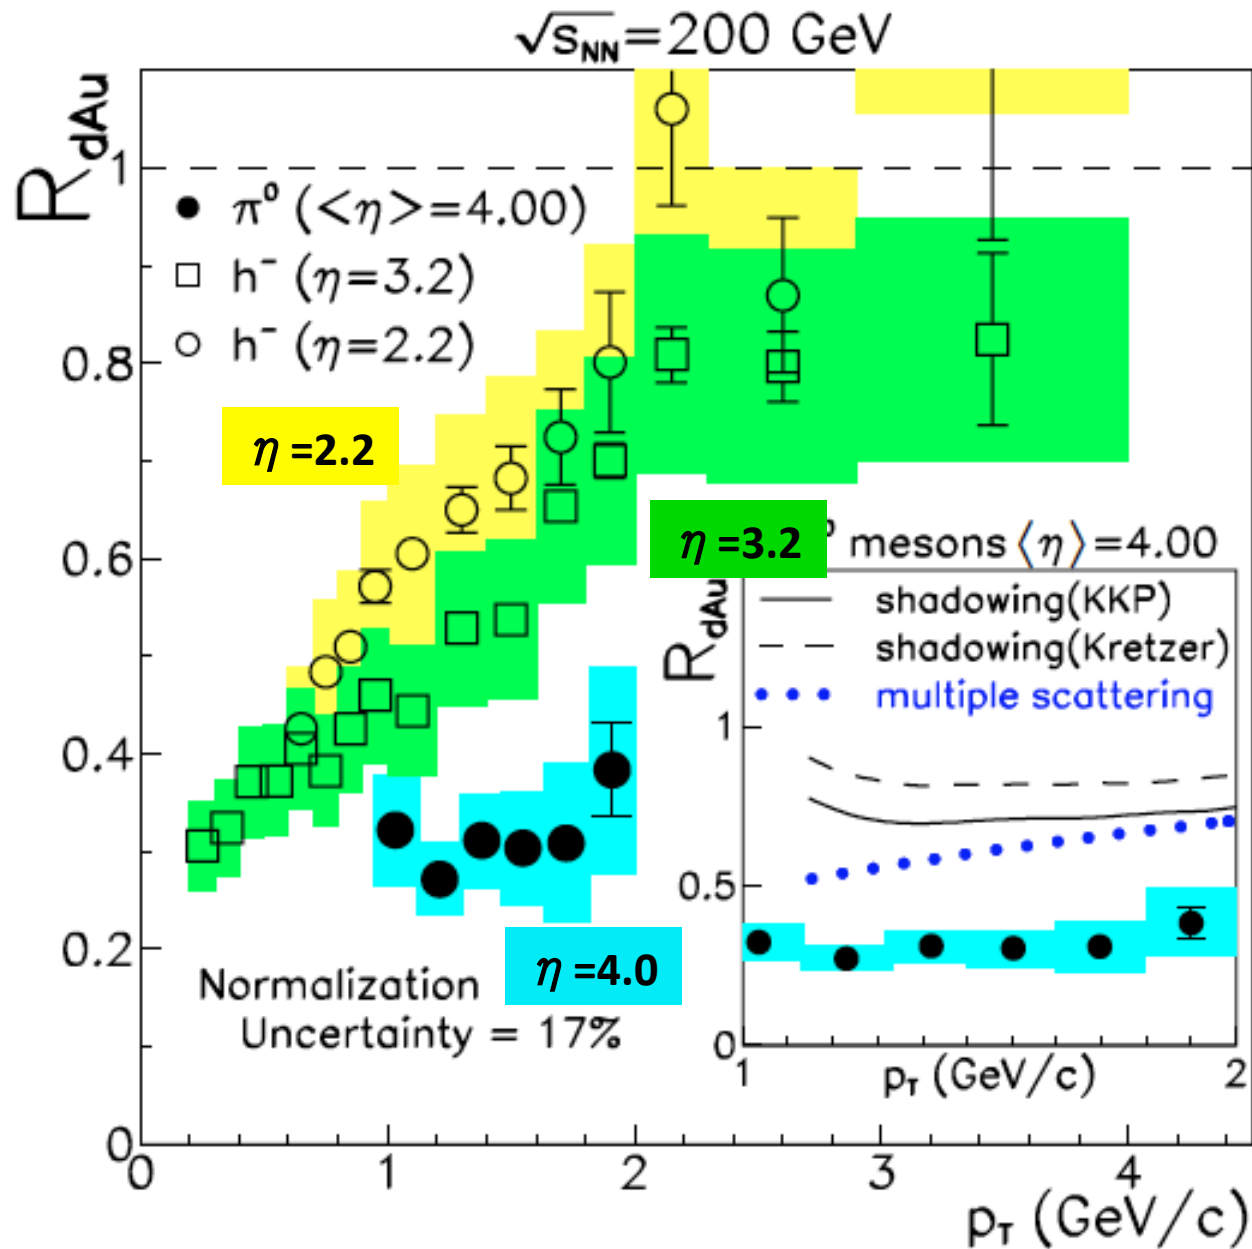 √sNN=200 GeV
RdAu
1
π⁰ (<η>=4.00)
h⁻ (η=3.2)
h⁻ (η=2.2)
0.8
η =2.2
η =3.2
mesons ⟨η⟩=4.00
0.6
RdAu
shadowing(KKP)
shadowing(Kretzer)
multiple scattering
1
0.4
0.5
0.2
η =4.0
Normalization
Uncertainty = 17%
0
1
pT (GeV/c)
2
0
0
1
2
3
4
pT (GeV/c)